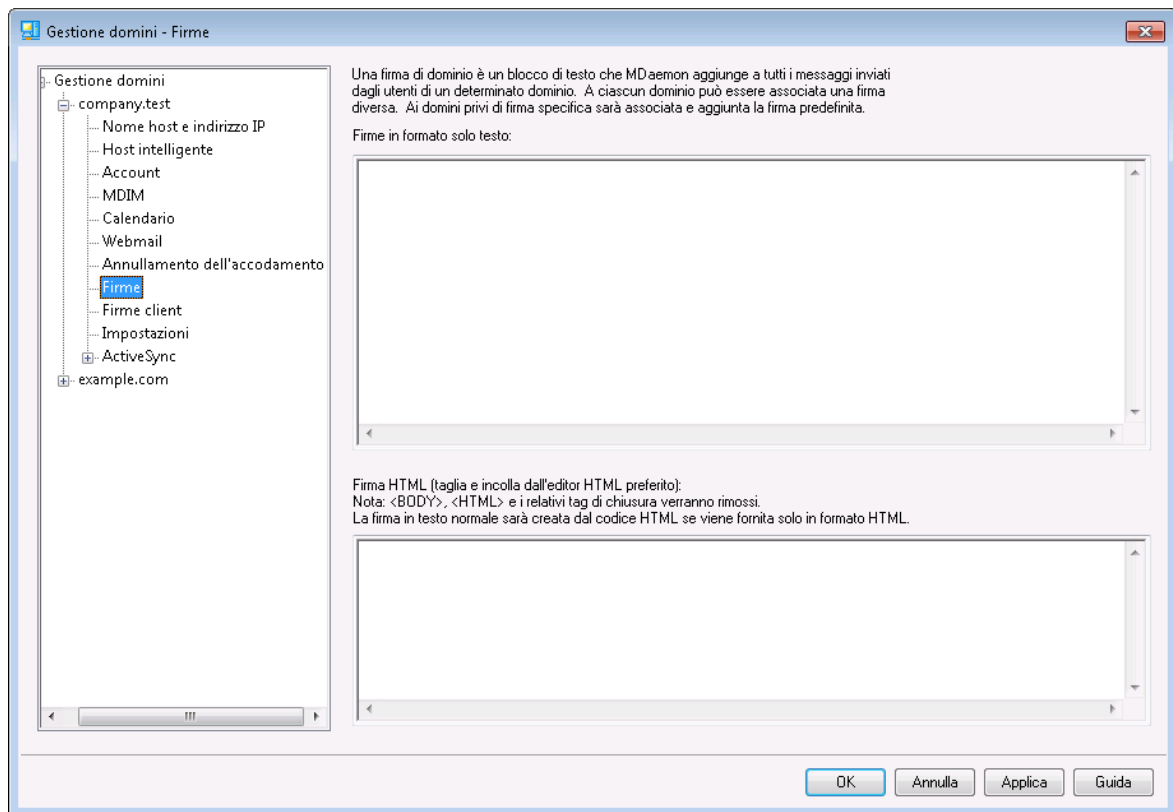 Gestione domini - Firme
Gestione domini
company.test
Nome host e indirizzo IP
Host intelligente
Account
MDIM
Calendario
Webmail
Annullamento dell'accodamento
Firme
Firme client
Impostazioni
ActiveSync
example.com
Una firma di dominio è un blocco di testo che MDaemon aggiunge a tutti i messaggi inviati
dagli utenti di un determinato dominio.  A ciascun dominio può essere associata una firma
diversa.  Ai domini privi di firma specifica sarà associata e aggiunta la firma predefinita.
Firme in formato solo testo:
Firma HTML (taglia e incolla dall'editor HTML preferito):
Nota: <BODY>, <HTML> e i relativi tag di chiusura verranno rimossi.
La firma in testo normale sarà creata dal codice HTML se viene fornita solo in formato HTML.
OK
Annulla
Applica
Guida